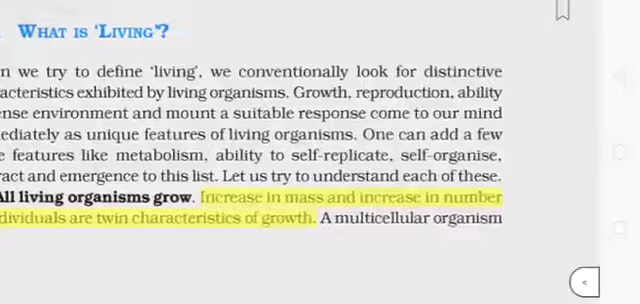 WHAT IS ‘LIVING’?
n we try to define ‘living’, we conventionally look for distinctive
acteristics exhibited by living organisms. Growth, reproduction, ability
ense environment and mount a suitable response come to our mind
ediately as unique features of living organisms. One can add a few
e features like metabolism, ability to self-replicate, self-organise,
ract and emergence to this list. Let us try to understand each of these.
All living organisms grow. Increase in mass and increase in number
dividuals are twin characteristics of growth. A multicellular organism